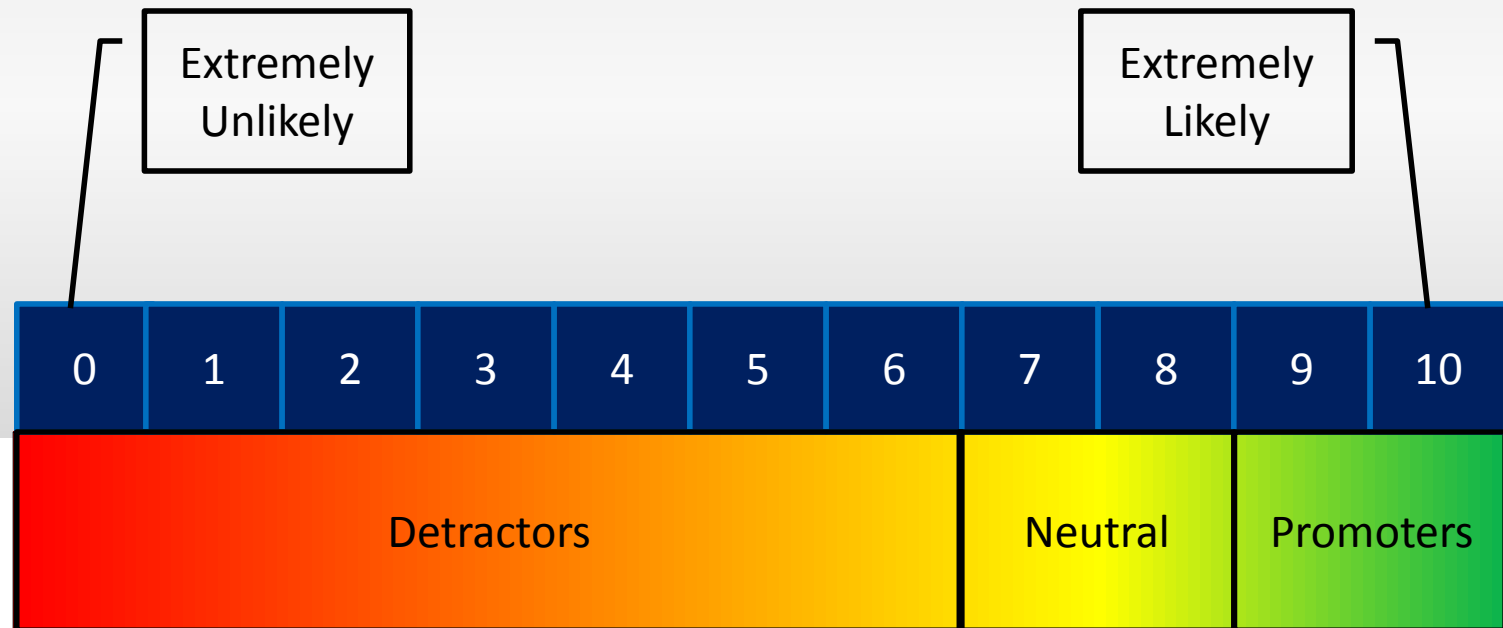 Extremely
Unlikely
Extremely
Likely
0 1 2 3 4 5 6 7 8 9 10
Detractors Neutral Promoters